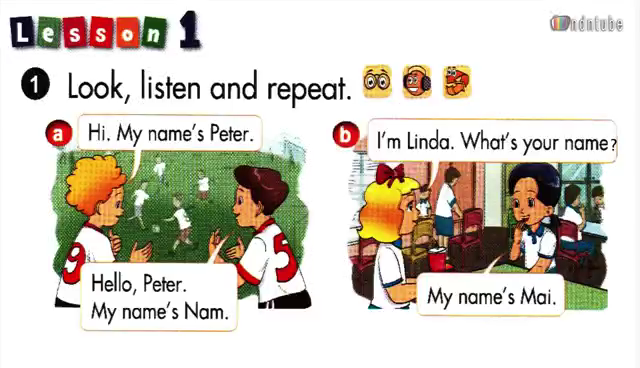 Lesson 1
ndntube
1 Look, listen and repeat.
a
Hi. My name's Peter.
9
5
Hello, Peter.
My name's Nam.
b
I'm Linda. What's your name?
My name's Mai.